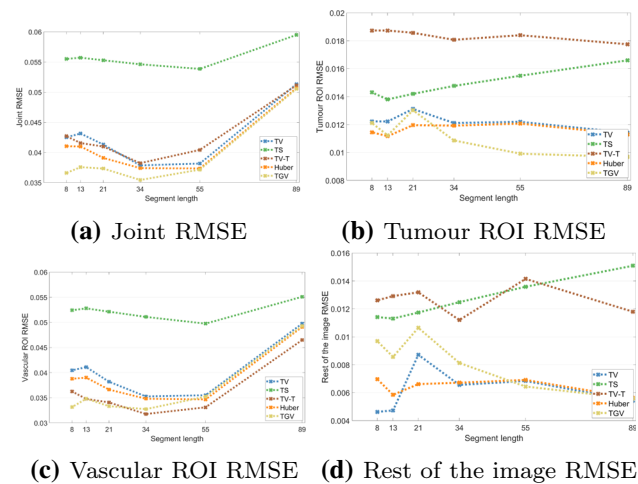 0.06
0.055
0.05
0.045
0.04
0.035
Joint RMSE
8 13 21 34 55 89
Segment length
TV
TS
TV-T
Huber
TGV
(a) Joint RMSE
0.02
0.018
0.016
0.014
0.012
0.01
0.008
Tumour ROI RMSE
8 13 21 34 55 89
Segment length
TV
TS
TV-T
Huber
TGV
(b) Tumour ROI RMSE
0.06
0.055
0.05
0.045
0.04
0.035
0.03
Vascular ROI RMSE
8 13 21 34 55 89
Segment length
TV
TS
TV-T
Huber
TGV
(c) Vascular ROI RMSE
0.016
0.014
0.012
0.01
0.008
0.006
0.004
Rest of the image RMSE
8 13 21 34 55 89
Segment length
TV
TS
TV-T
Huber
TGV
(d) Rest of the image RMSE